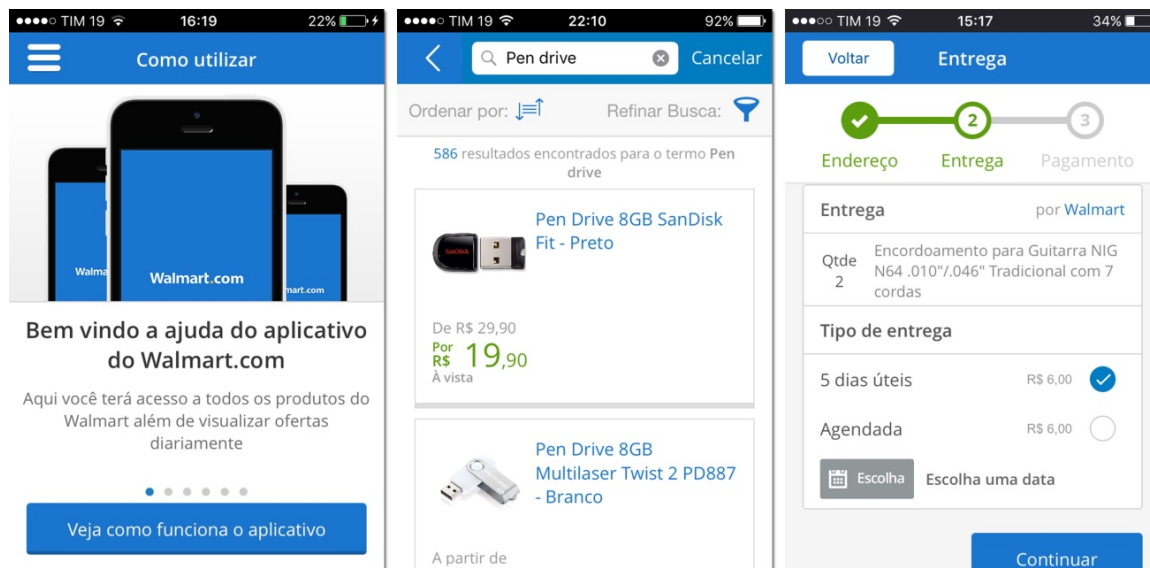 TIM 19 16:19 22%
Como utilizar
Walmart.com
mart.com
Bem vindo a ajuda do aplicativo
do Walmart.com
Aqui você terá acesso a todos os produtos do
Walmart além de visualizar ofertas
diariamente
Veja como funciona o aplicativo
TIM 19 22:10 92%
Pen drive Cancelar
Ordenar por: Refinar Busca:
586 resultados encontrados para o termo Pen
drive
SanDisk
Pen Drive 8GB SanDisk
Fit - Preto
De R$ 29,90
Por
R$ 19,90
À vista
Pen Drive 8GB
Multilaser Twist 2 PD887
- Branco
A partir de
TIM 19 15:17 34%
Voltar Entrega
2 3
Endereço Entrega Pagamento
Entrega por Walmart
Qtde
2
Encordoamento para Guitarra NIG
N64 .010"/.046" Tradicional com 7
cordas
Tipo de entrega
5 dias úteis R$ 6,00
Agendada R$ 6,00
Escolha Escolha uma data
Continuar